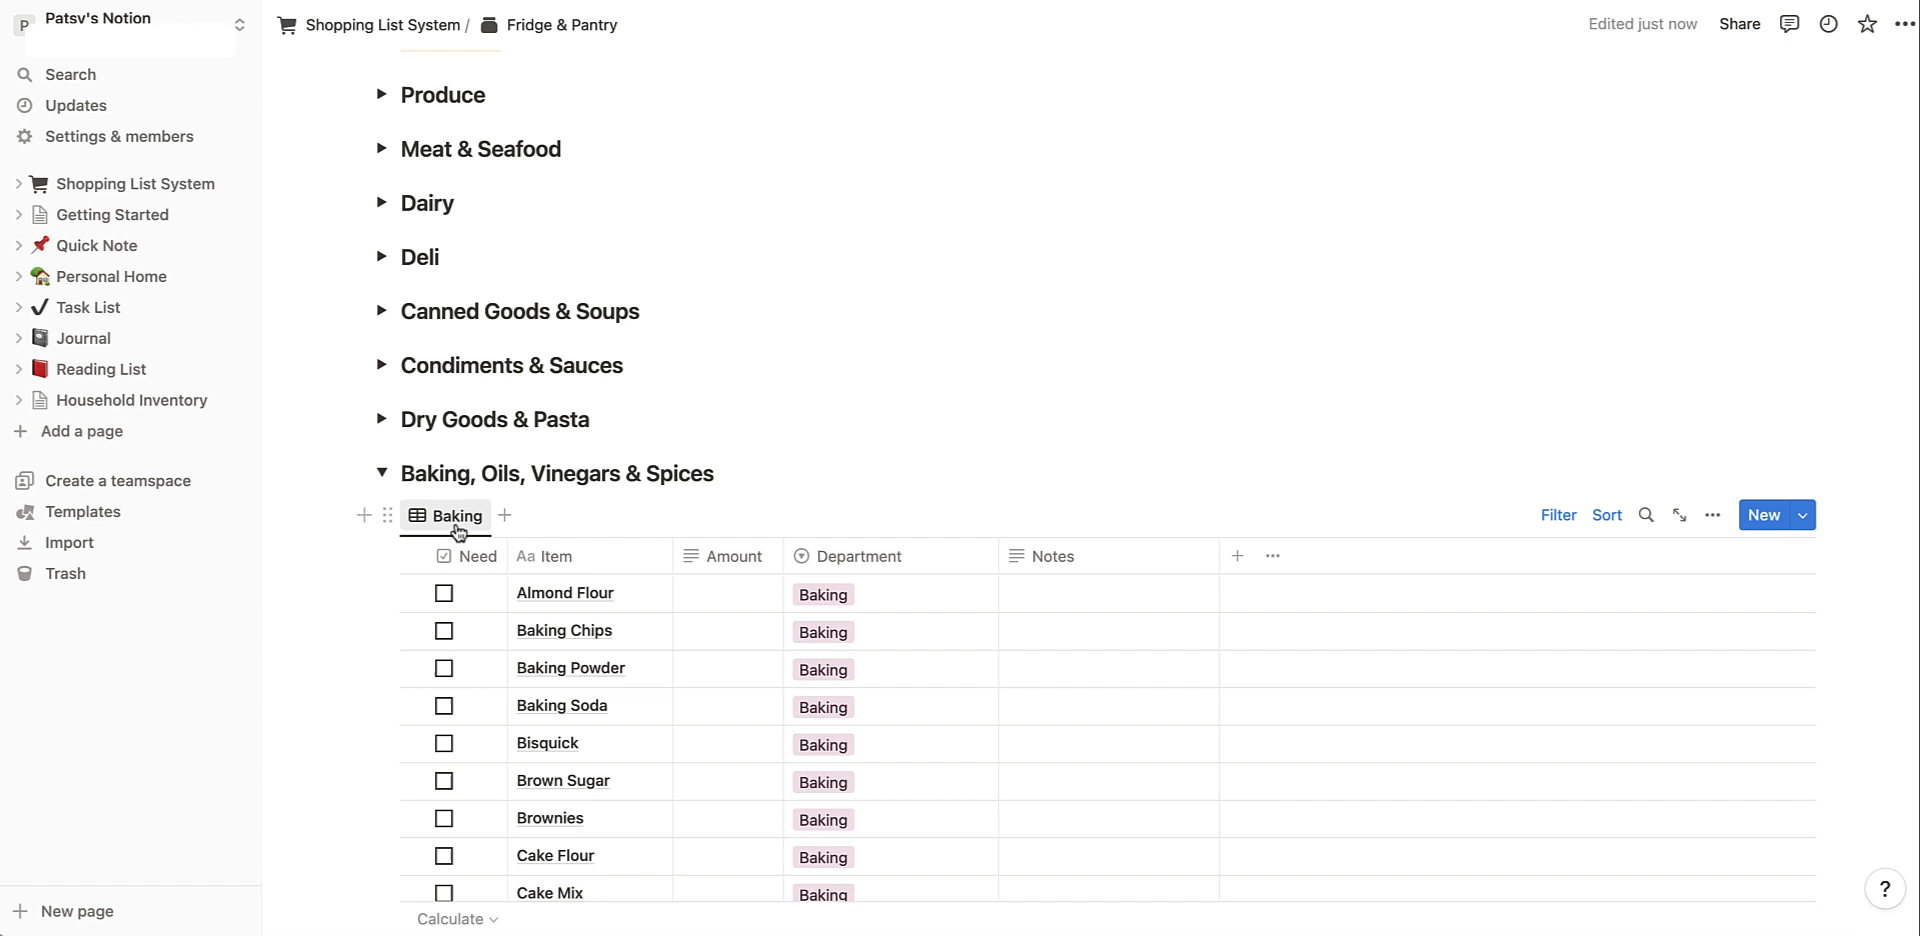 P Patsy's Notion
Search
Updates
Settings & members
Shopping List System
Getting Started
Quick Note
Personal Home
Task List
Journal
Reading List
Household Inventory
+ Add a page
Create a teamspace
Templates
Import
Trash
+ New page
Shopping List System / Fridge & Pantry
Edited just now Share
Produce
Meat & Seafood
Dairy
Deli
Canned Goods & Soups
Condiments & Sauces
Dry Goods & Pasta
Baking, Oils, Vinegars & Spices
Baking Filter Sort New
Need Aa Item Amount Department Notes
Almond Flour Baking
Baking Chips Baking
Baking Powder Baking
Baking Soda Baking
Bisquick Baking
Brown Sugar Baking
Brownies Baking
Cake Flour Baking
Cake Mix Baking
Calculate
?